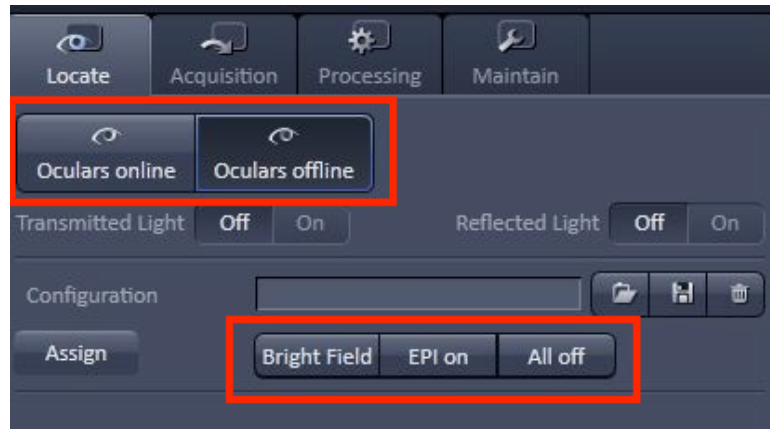 Locate Acquisition Processing Maintain
Oculars online Oculars offline
Transmitted Light Off On Reflected Light Off On
Configuration
Assign Bright Field EPI on All off